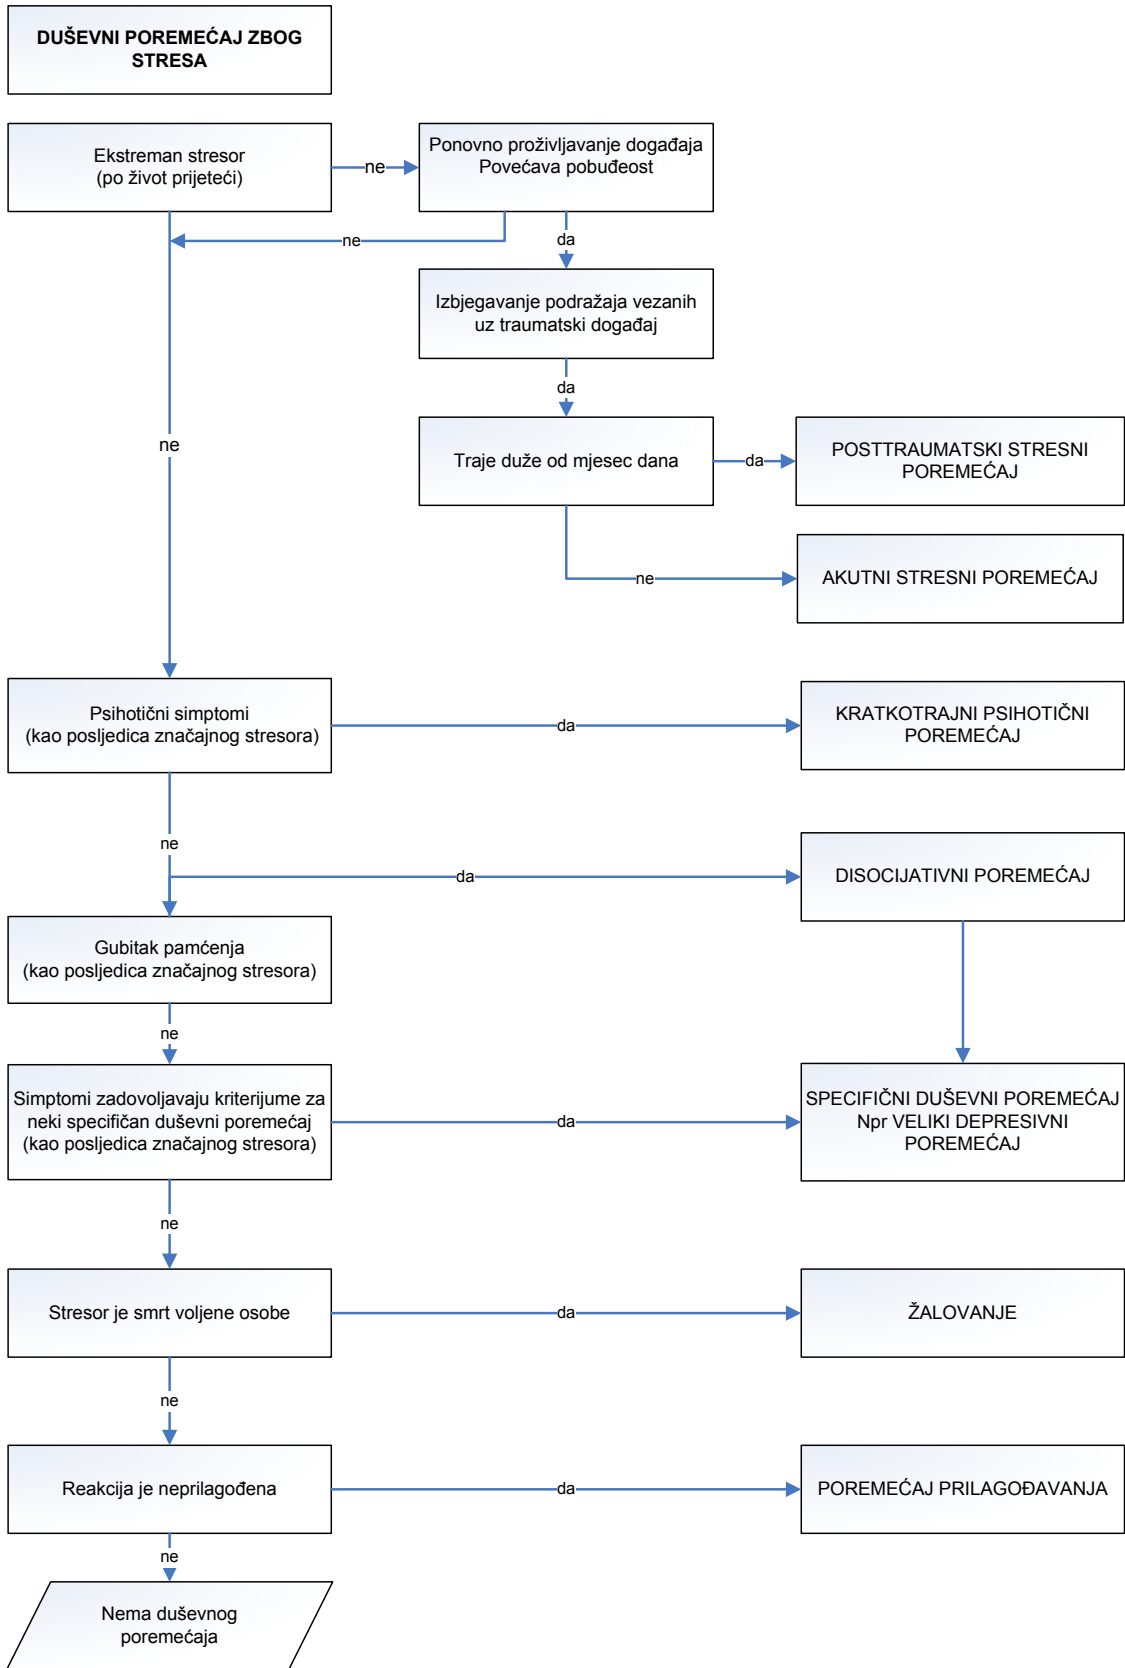 DUŠEVNI POREMEĆAJ ZBOG
STRESA
Ekstreman stresor
(po život prijeteći)
ne
Ponovno proživljavanje događaja
Povećava pobuđeost
ne
da
Izbjegavanje podražaja vezanih
uz traumatski događaj
da
ne
Traje duže od mjesec dana
da
POSTTRAUMATSKI STRESNI
POREMEĆAJ
ne
AKUTNI STRESNI POREMEĆAJ
Psihotični simptomi
(kao posljedica značajnog stresora)
da
KRATKOTRAJNI PSIHOTIČNI
POREMEĆAJ
ne
da
DISOCIJATIVNI POREMEĆAJ
Gubitak pamćenja
(kao posljedica značajnog stresora)
ne
Simptomi zadovoljavaju kriterijume za
neki specifičan duševni poremećaj
(kao posljedica značajnog stresora)
da
SPECIFIČNI DUŠEVNI POREMEĆAJ
Npr VELIKI DEPRESIVNI
POREMEĆAJ
ne
Stresor je smrt voljene osobe
da
ŽALOVANJE
ne
Reakcija je neprilagođena
da
POREMEĆAJ PRILAGOĐAVANJA
ne
Nema duševnog
poremećaja